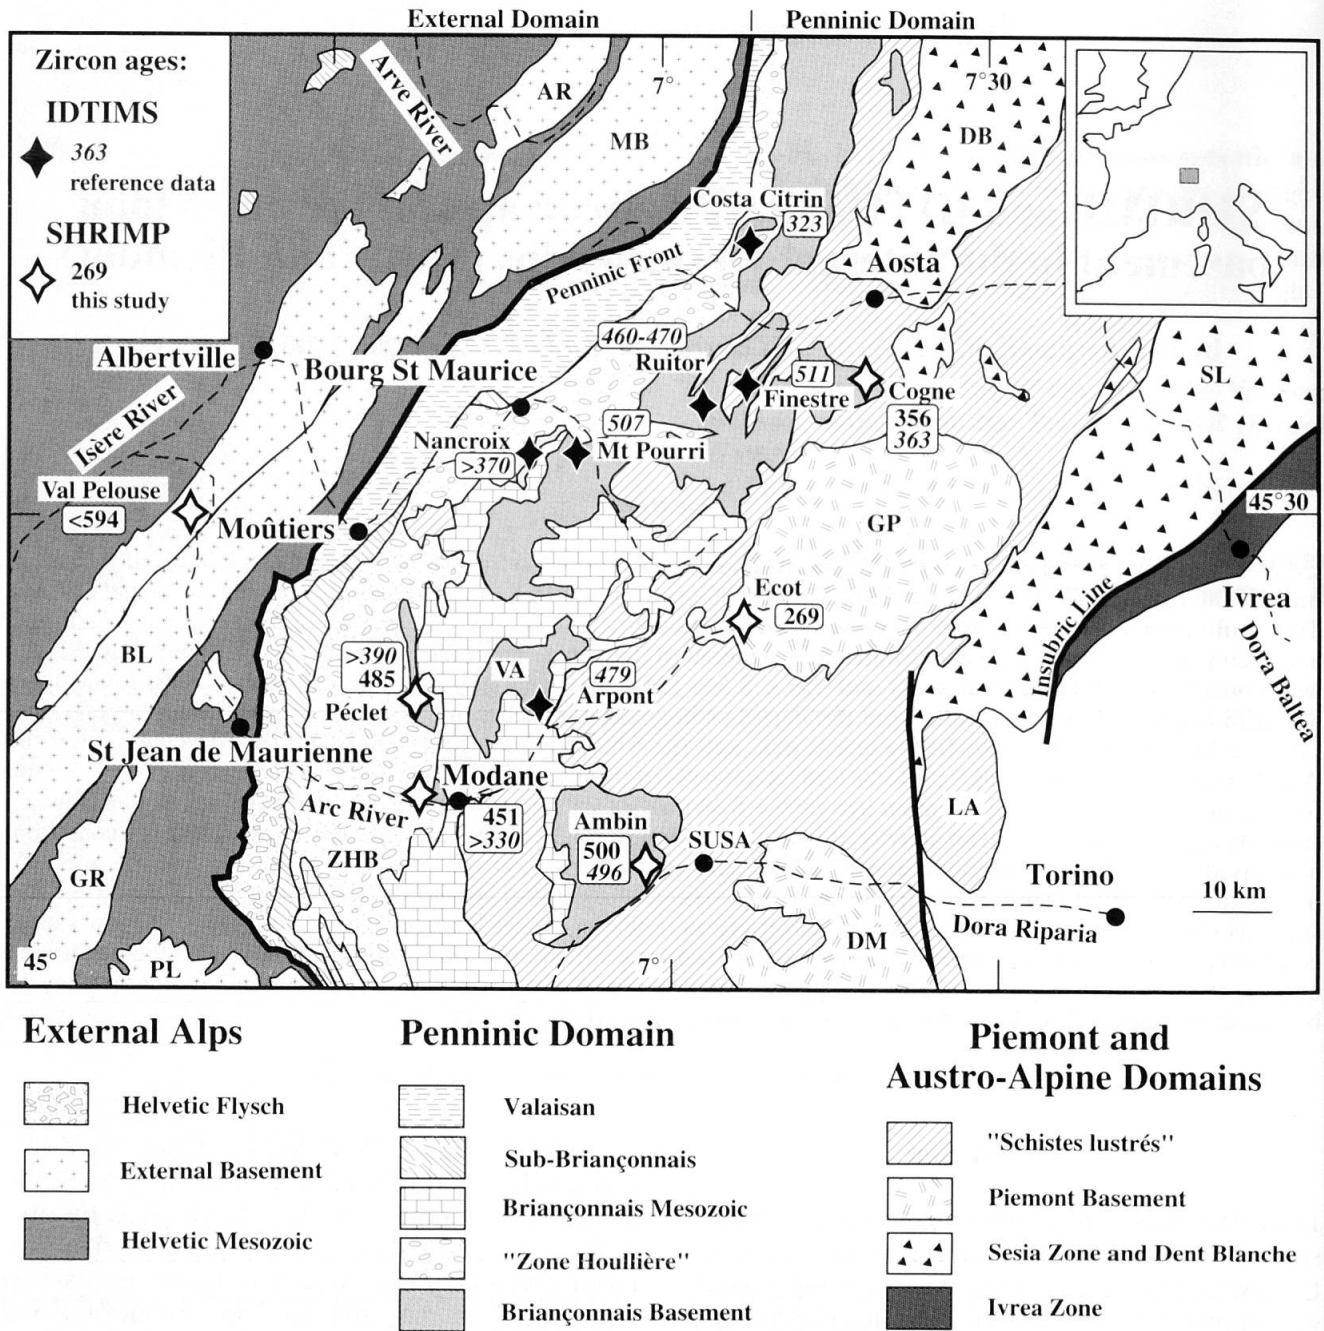 External Domain | Penninic Domain
Zircon ages:
IDTIMS
363
reference data
SHRIMP
269
this study
Arve River
AR
MB
7°
7°30
DB
Costa Citrin
323
Penninic Front
Aosta
Albertville
Bourg St Maurice
460-470
Ruitor
511
Finestre
Cogne
356
363
SL
Isère River
Nancroix
>370
507
Mt Pourri
Val Pelouse
<594
Moûtiers
GP
45°30
Ivrea
Insubric Line
Dora Baltea
Ecot
269
BL
>390
485
Péclet
VA
479
Arpont
St Jean de Maurienne
Modane
451
>330
Arc River
ZHB
Ambin
500
496
SUSA
LA
Torino
10 km
GR
Dora Riparia
DM
45°
PL
7°
External Alps
Helvetic Flysch
External Basement
Helvetic Mesozoic
Penninic Domain
Valaisan
Sub-Briançonnais
Briançonnais Mesozoic
"Zone Houllière"
Briançonnais Basement
Piemont and
Austro-Alpine Domains
"Schistes lustrés"
Piemont Basement
Sesia Zone and Dent Blanche
Ivrea Zone